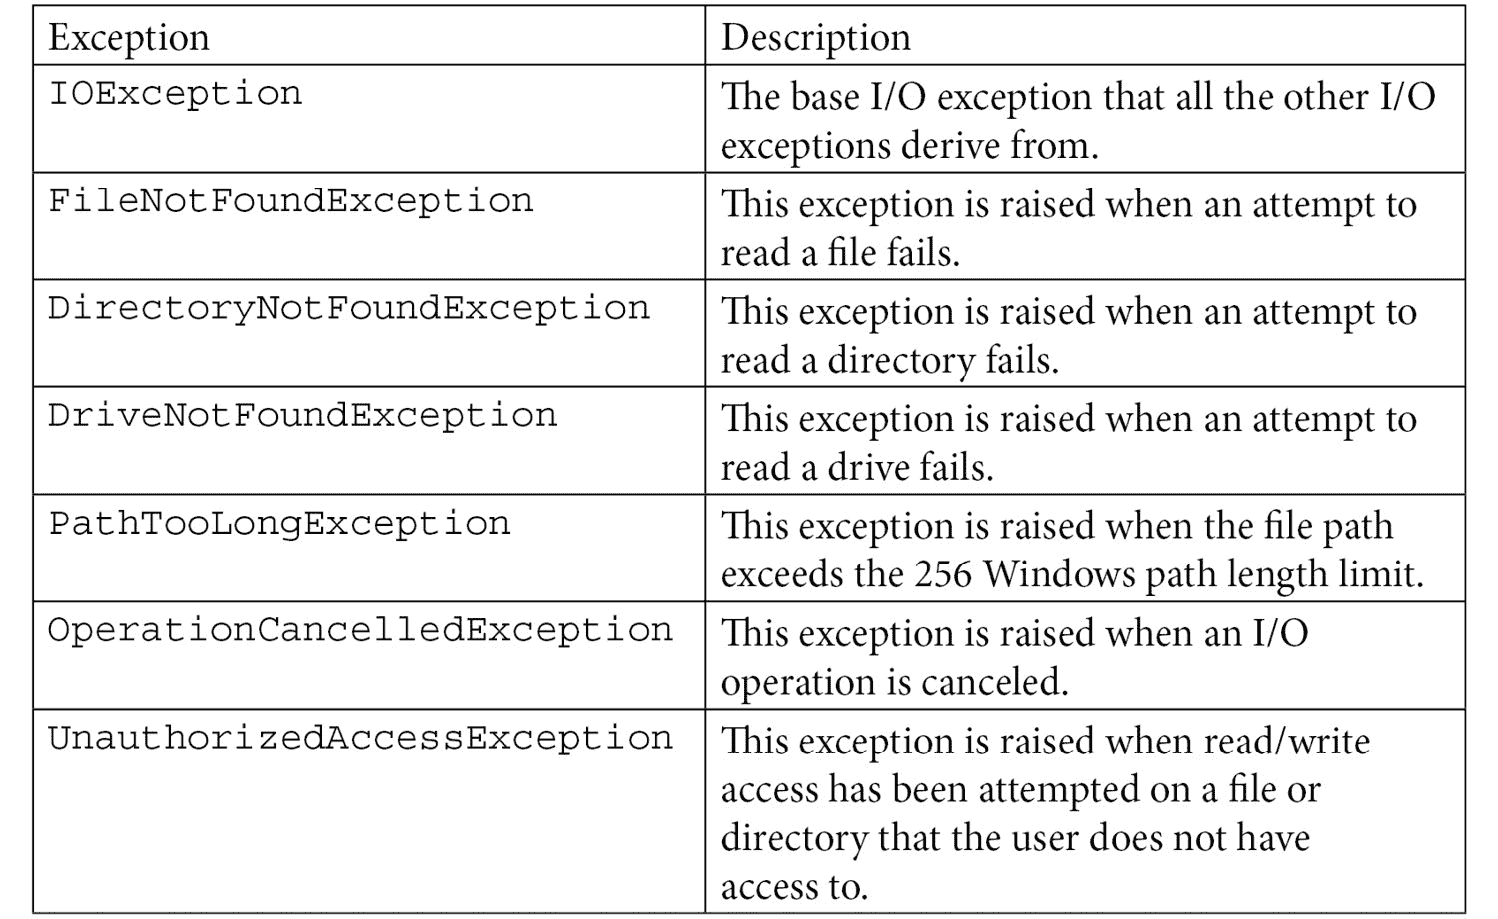 Exception
Description
IOException
The base I/O exception that all the other I/O
exceptions derive from.
FileNotFoundException
This exception is raised when an attempt to
read a file fails.
DirectoryNotFoundException
This exception is raised when an attempt to
read a directory fails.
DriveNotFoundException
This exception is raised when an attempt to
read a drive fails.
PathTooLongException
This exception is raised when the file path
exceeds the 256 Windows path length limit.
OperationCancelledException
This exception is raised when an I/O
operation is canceled.
UnauthorizedAccessException
This exception is raised when read/write
access has been attempted on a file or
directory that the user does not have
access to.